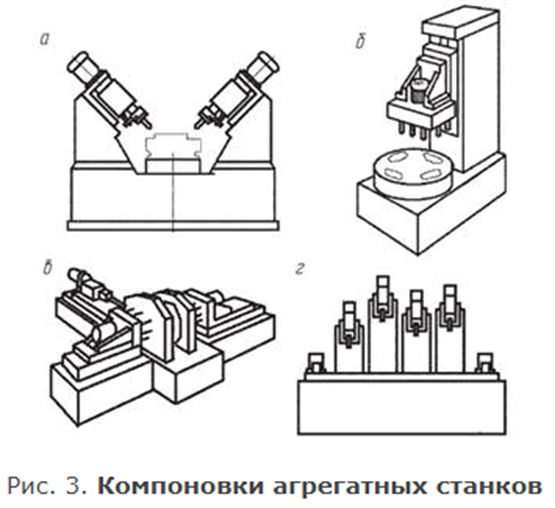 а
б
в
г
Рис. 3. Компоновки агрегатных станков